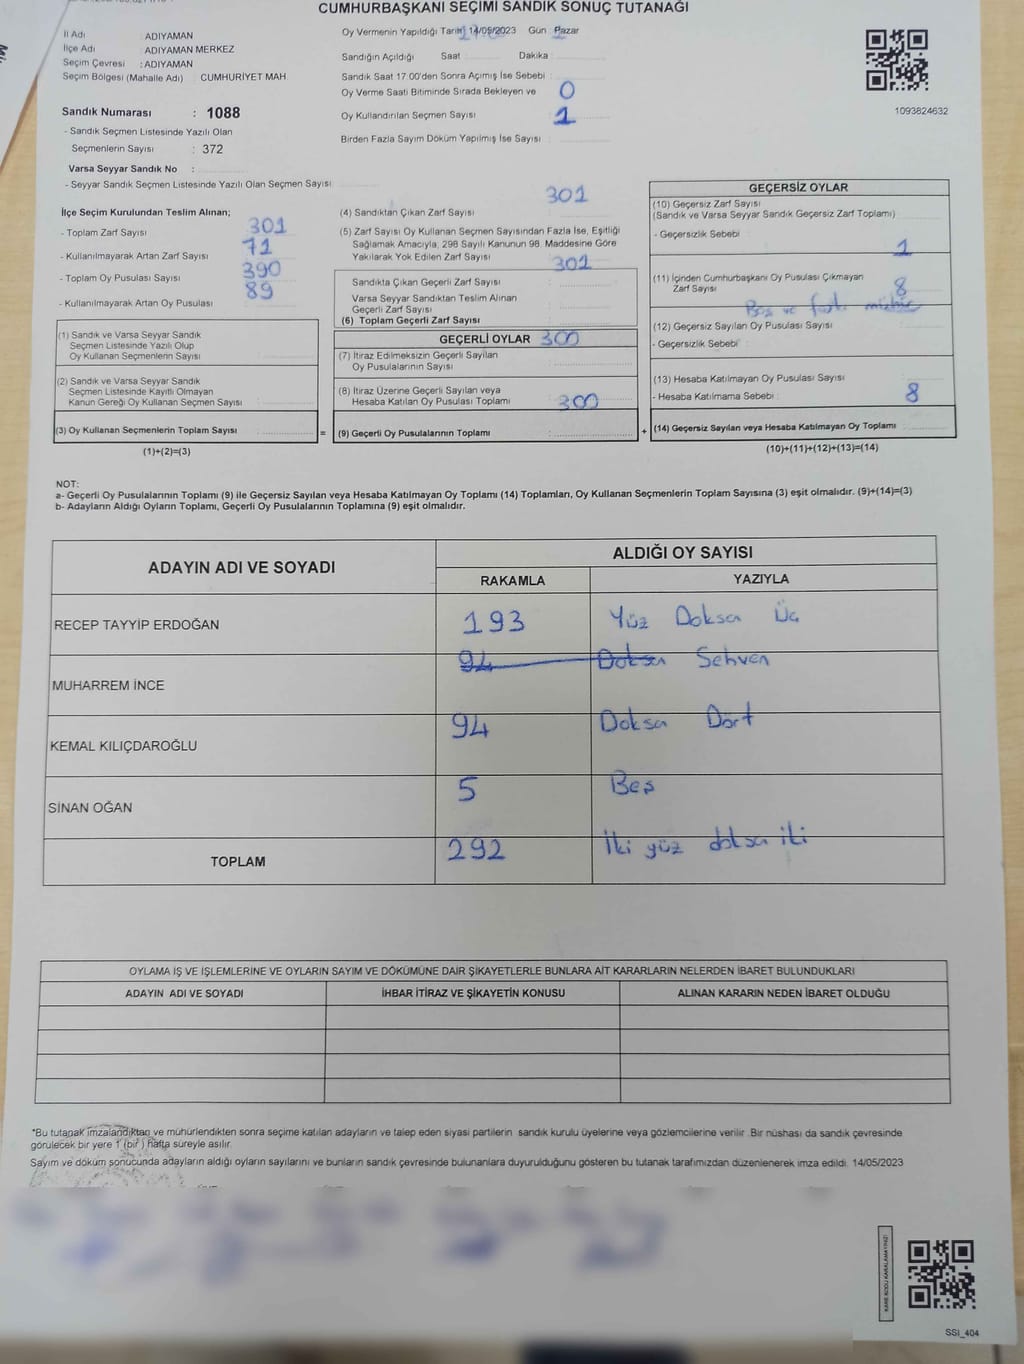 CUMHURBAŞKANI SEÇİMİ SANDIK SONUÇ TUTANAĞI
İl Adı : ADIYAMAN
İlçe Adı : ADIYAMAN MERKEZ
Seçim Çevresi : ADIYAMAN
Seçim Bölgesi (Mahalle Adı) CUMHURİYET MAH
Sandık Numarası : 1088
- Sandık Seçmen Listesinde Yazılı Olan
Seçmenlerin Sayısı : 372
Varsa Seyyar Sandık No :
- Seyyar Sandık Seçmen Listesinde Yazılı Olan Seçmen Sayısı
Oy Vermenin Yapıldığı Tarih 14/05/2023 Gün Pazar
Sandığın Açıldığı Saat Dakika
Sandık Saat 17.00'den Sonra Açımış İse Sebebi :
Oy Verme Saati Bitiminde Sırada Bekleyen ve 0
Oy Kullandırılan Seçmen Sayısı 1
Birden Fazla Sayım Döküm Yapılmış İse Sayısı :
1093824632
İlçe Seçim Kurulundan Teslim Alınan;
- Toplam Zarf Sayısı 301
- Kullanılmayarak Artan Zarf Sayısı 71
- Toplam Oy Pusulası Sayısı 390
- Kullanılmayarak Artan Oy Pusulası 89
(1) Sandık ve Varsa Seyyar Sandık
Seçmen Listesinde Yazılı Olup
Oy Kullanan Seçmenlerin Sayısı
(2) Sandık ve Varsa Seyyar Sandık
Seçmen Listesinde Kayıtlı Olmayan
Kanun Gereği Oy Kullanan Seçmen Sayısı
(3) Oy Kullanan Seçmenlerin Toplam Sayısı :
(1)+(2)=(3)
301
(4) Sandıktan Çıkan Zarf Sayısı
(5) Zarf Sayısı Oy Kullanan Seçmen Sayısından Fazla İse, Eşitliği
Sağlamak Amacıyla, 298 Sayılı Kanunun 98. Maddesine Göre
Yakılarak Yok Edilen Zarf Sayısı
301
Sandıkta Çıkan Geçerli Zarf Sayısı
Varsa Seyyar Sandıktan Teslim Alınan
Geçerli Zarf Sayısı
(6) Toplam Geçerli Zarf Sayısı
GEÇERLİ OYLAR 300
(7) İtiraz Edilmeksizin Geçerli Sayılan
Oy Pusulalarının Sayısı
(8) İtiraz Üzerine Geçerli Sayılan veya
Hesaba Katılan Oy Pusulası Toplamı
300
= (9) Geçerli Oy Pusulalarının Toplamı :
GEÇERSİZ OYLAR
(10) Geçersiz Zarf Sayısı
(Sandık ve Varsa Seyyar Sandık Geçersiz Zarf Toplamı)
- Geçersizlik Sebebi :
1
(11) İçinden Cumhurbaşkanı Oy Pusulası Çıkmayan
Zarf Sayısı 8
Boş ve
(12) Geçersiz Sayılan Oy Pusulası Sayısı
- Geçersizlik Sebebi :
(13) Hesaba Katılmayan Oy Pusulası Sayısı
- Hesaba Katılmama Sebebi : 8
+ (14) Geçersiz Sayılan veya Hesaba Katılmayan Oy Toplamı
(10)+(11)+(12)+(13)=(14)
NOT:
a- Geçerli Oy Pusulalarının Toplamı (9) ile Geçersiz Sayılan veya Hesaba Katılmayan Oy Toplamı (14) Toplamları, Oy Kullanan Seçmenlerin Toplam Sayısına (3) eşit olmalıdır. (9)+(14)=(3)
b- Adayların Aldığı Oyların Toplamı, Geçerli Oy Pusulalarının Toplamına (9) eşit olmalıdır.
ADAYIN ADI VE SOYADI ALDIĞI OY SAYISI
RAKAMLA YAZIYLA
RECEP TAYYİP ERDOĞAN 193 Yüz Doksan Üç
94 Doksan Sehven
MUHARREM İNCE
KEMAL KILIÇDAROĞLU 94 Doksan Dört
SİNAN OĞAN 5 Beş
TOPLAM 292 İki yüz doksan iki
OYLAMA İŞ VE İŞLEMLERİNE VE OYLARIN SAYIM VE DÖKÜMÜNE DAİR ŞİKAYETLERLE BUNLARA AİT KARARLARIN NELERDEN İBARET BULUNDUKLARI
ADAYIN ADI VE SOYADI İHBAR İTİRAZ VE ŞİKAYETİN KONUSU ALINAN KARARIN NEDEN İBARET OLDUĞU
*Bu tutanak imzalandıktan ve mühürlendikten sonra seçime katılan adayların ve talep eden siyasi partilerin sandık kurulu üyelerine veya gözlemcilerine verilir. Bir nüshası da sandık çevresinde
görülecek bir yere 1 (bir) hafta süreyle asılır.
Sayım ve döküm sonucunda adayların aldığı oyların sayılarını ve bunların sandık çevresinde bulunanlara duyurulduğunu gösteren bu tutanak tarafımızdan düzenlenerek imza edildi. 14/05/2023
KARE KODU KARALAMAYINIZ!
SSI_404